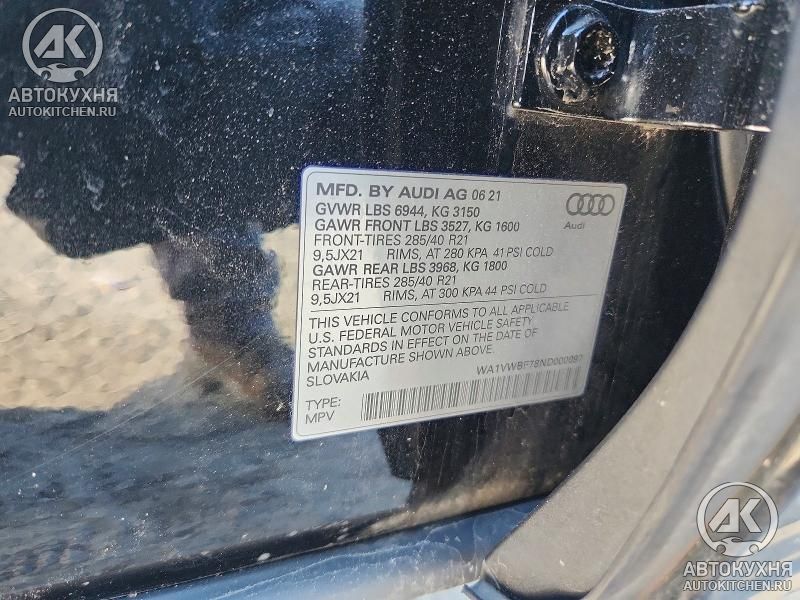 АК
АВТОКУХНЯ
AUTOKITCHEN.RU
MFD. BY AUDI AG 06 21
GVWR LBS 6944, KG 3150
GAWR FRONT LBS 3527, KG 1600
FRONT-TIRES 285/40 R21
9,5JX21 RIMS, AT 280 KPA 41 PSI COLD
GAWR REAR LBS 3968, KG 1800
REAR-TIRES 285/40 R21
9,5JX21 RIMS, AT 300 KPA 44 PSI COLD
Audi
THIS VEHICLE CONFORMS TO ALL APPLICABLE
U.S. FEDERAL MOTOR VEHICLE SAFETY
STANDARDS IN EFFECT ON THE DATE OF
MANUFACTURE SHOWN ABOVE.
SLOVAKIA
WA1VWBF78ND000097
TYPE:
MPV
АК
АВТОКУХНЯ
AUTOKITCHEN.RU